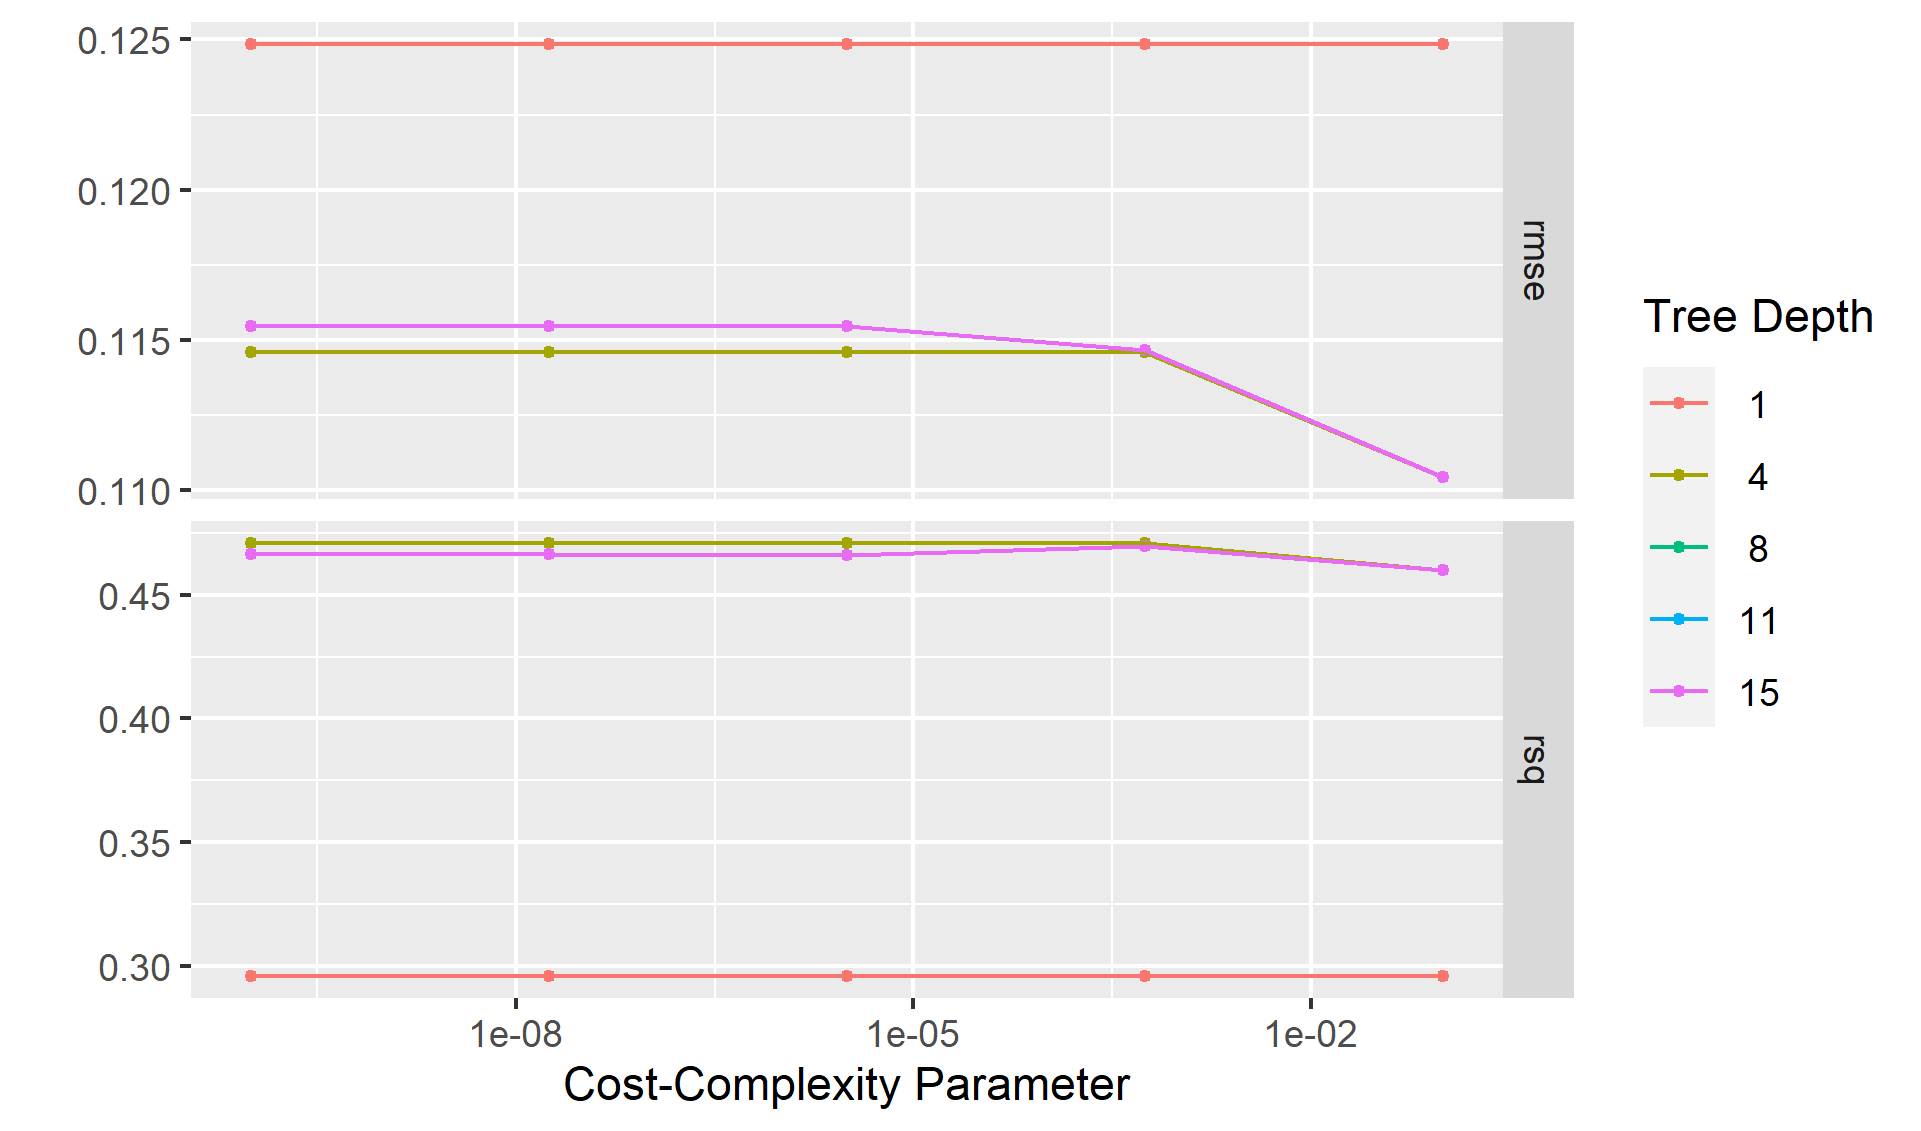 0.125
0.120
0.115
0.110
rmse
0.45
0.40
0.35
0.30
rsq
1e-08
1e-05
1e-02
Cost-Complexity Parameter
Tree Depth
1
4
8
11
15